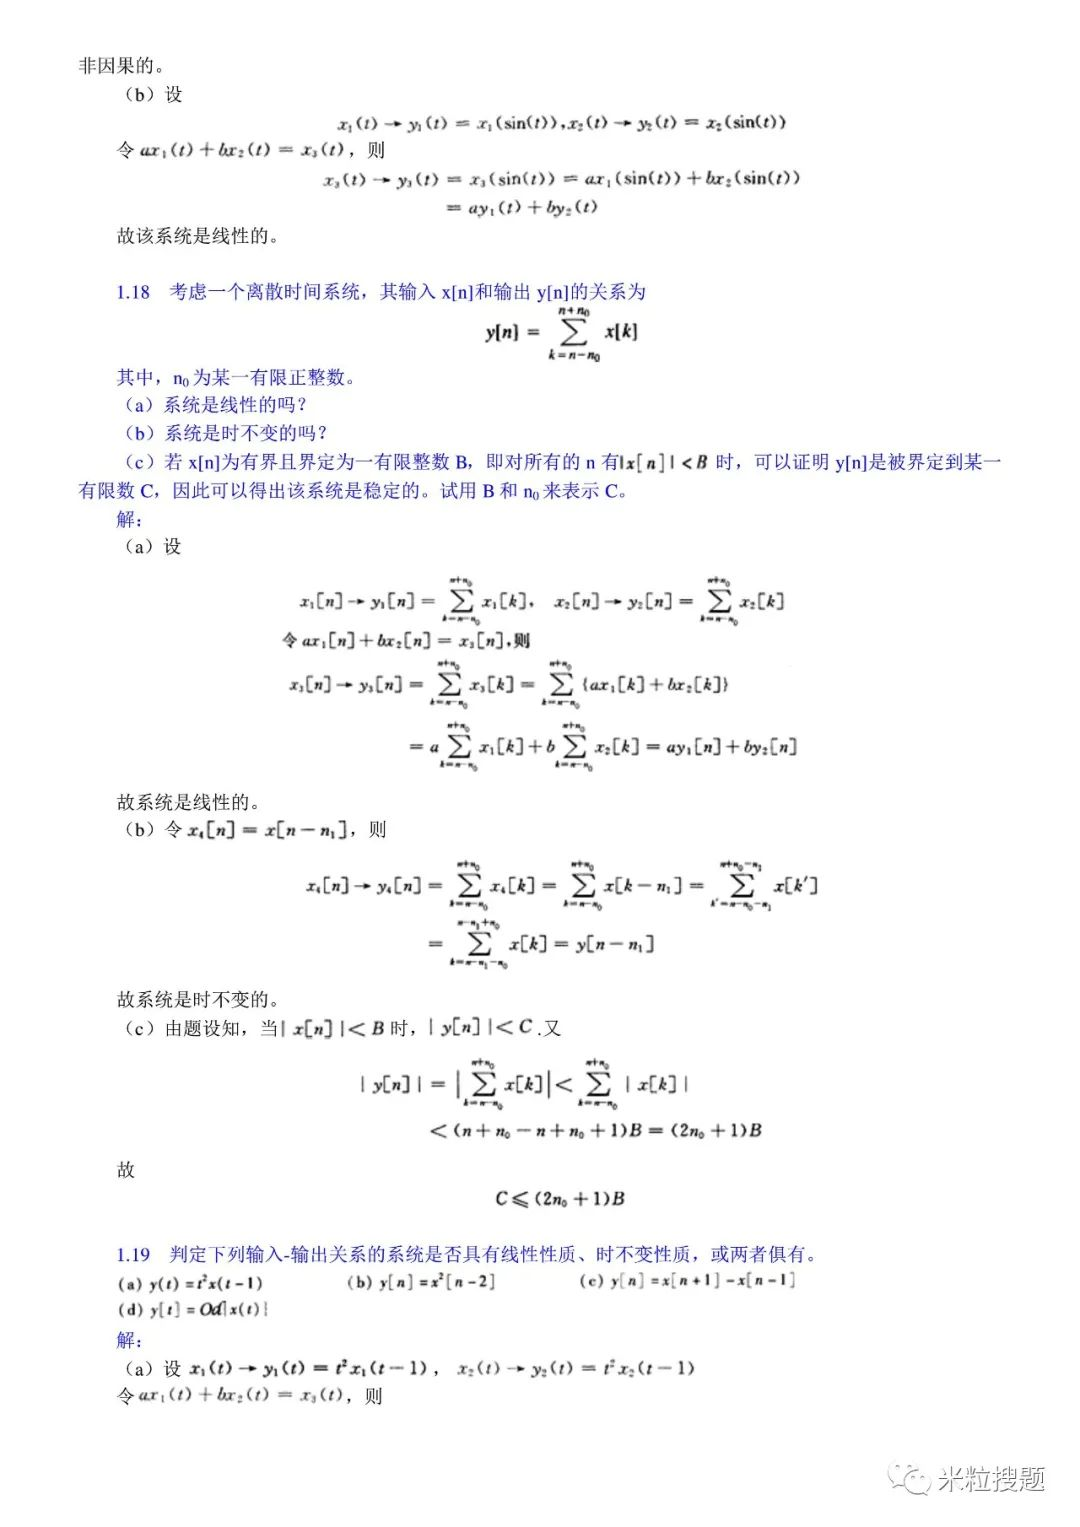 非因果的。
（b）设
x₁(t) → y₁(t) = x₁(sin(t)), x₂(t) → y₂(t) = x₂(sin(t))
令 ax₁(t) + bx₂(t) = x₃(t)，则
x₃(t) → y₃(t) = x₃(sin(t)) = ax₁(sin(t)) + bx₂(sin(t))
= ay₁(t) + by₂(t)
故该系统是线性的。
1.18 考虑一个离散时间系统，其输入 x[n]和输出 y[n]的关系为
y[n] = ∑_{k=n-n₀}^{n+n₀} x[k]
其中，n₀为某一有限正整数。
（a）系统是线性的吗？
（b）系统是时不变的吗？
（c）若 x[n]为有界且界定为一有限整数 B，即对所有的 n 有|x[n]| < B 时，可以证明 y[n]是被界定到某一
有限数 C，因此可以得出该系统是稳定的。试用 B 和 n₀来表示 C。
解：
（a）设
x₁[n] → y₁[n] = ∑_{k=n-n₀}^{n+n₀} x₁[k], x₂[n] → y₂[n] = ∑_{k=n-n₀}^{n+n₀} x₂[k]
令 ax₁[n] + bx₂[n] = x₃[n],则
x₃[n] → y₃[n] = ∑_{k=n-n₀}^{n+n₀} x₃[k] = ∑_{k=n-n₀}^{n+n₀} {ax₁[k] + bx₂[k]}
= a ∑_{k=n-n₀}^{n+n₀} x₁[k] + b ∑_{k=n-n₀}^{n+n₀} x₂[k] = ay₁[n] + by₂[n]
故系统是线性的。
（b）令 x₄[n] = x[n - n₁]，则
x₄[n] → y₄[n] = ∑_{k=n-n₀}^{n+n₀} x₄[k] = ∑_{k=n-n₀}^{n+n₀} x[k - n₁] = ∑_{k'=n-n₀-n₁}^{n+n₀-n₁} x[k']
= ∑_{k=n-n₁-n₀}^{n-n₁+n₀} x[k] = y[n - n₁]
故系统是时不变的。
（c）由题设知，当| x[n] | < B 时，| y[n] | < C .又
| y[n] | = |∑_{k=n-n₀}^{n+n₀} x[k]| < ∑_{k=n-n₀}^{n+n₀} | x[k] |
< (n + n₀ - n + n₀ + 1)B = (2n₀ + 1)B
故
C ⩽ (2n₀ + 1)B
1.19 判定下列输入-输出关系的系统是否具有线性性质、时不变性质，或两者俱有。
(a) y(t) = t²x(t-1) (b) y[n] = x²[n-2] (c) y[n] = x[n+1] - x[n-1]
(d) y[t] = Od{x(t)}
解：
（a）设 x₁(t) → y₁(t) = t²x₁(t-1)，x₂(t) → y₂(t) = t²x₂(t-1)
令 ax₁(t) + bx₂(t) = x₃(t)，则
米粒搜题